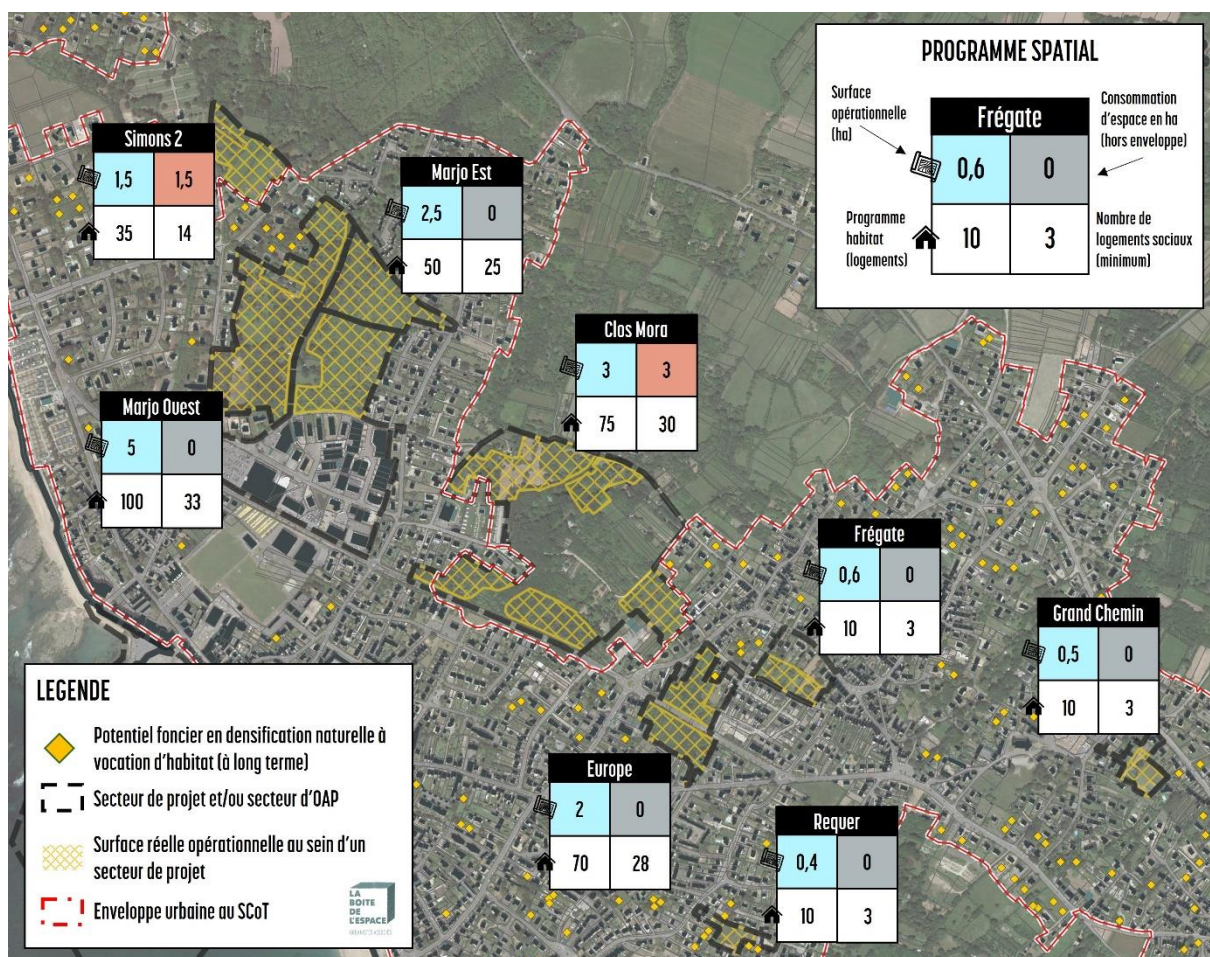 PROGRAMME SPATIAL
Surface
opérationnelle
(ha)
Consommation
d'espace en ha
(hors enveloppe)
Frégate
0,6 0
10 3
Programme
habitat
(logements)
Nombre de
logements sociaux
(minimum)
Simons 2
1,5 1,5
35 14
Marjo Est
2,5 0
50 25
Clos Mora
3 3
75 30
Marjo Ouest
5 0
100 33
Frégate
0,6 0
10 3
Grand Chemin
0,5 0
10 3
Europe
2 0
70 28
Requer
0,4 0
10 3
LEGENDE
Potentiel foncier en densification naturelle à
vocation d'habitat (à long terme)
Secteur de projet et/ou secteur d'OAP
Surface réelle opérationnelle au sein d'un
secteur de projet
Enveloppe urbaine au SCoT
LA
BOITE
DE
L'ESPACE